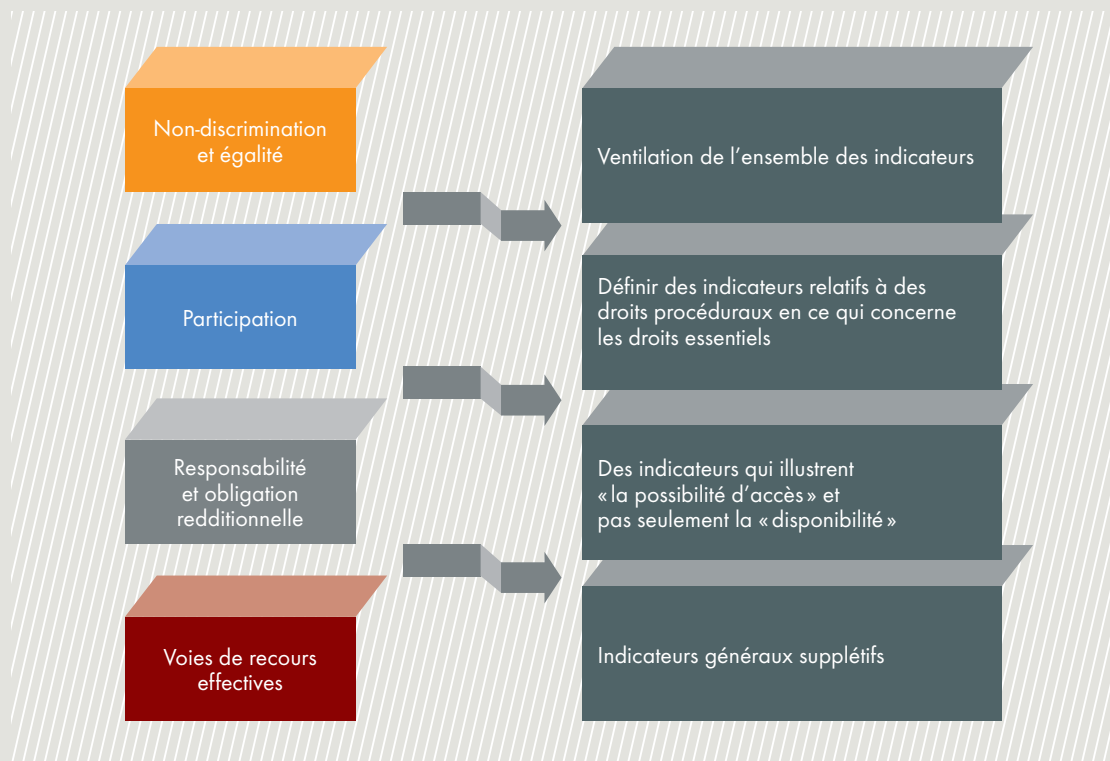 Non-discrimination
et égalité
Ventilation de l’ensemble des indicateurs
Participation
Définir des indicateurs relatifs à des
droits procéduraux en ce qui concerne
les droits essentiels
Responsabilité
et obligation
redditionnelle
Des indicateurs qui illustrent
« la possibilité d’accès » et
pas seulement la « disponibilité »
Voies de recours
effectives
Indicateurs généraux supplétifs